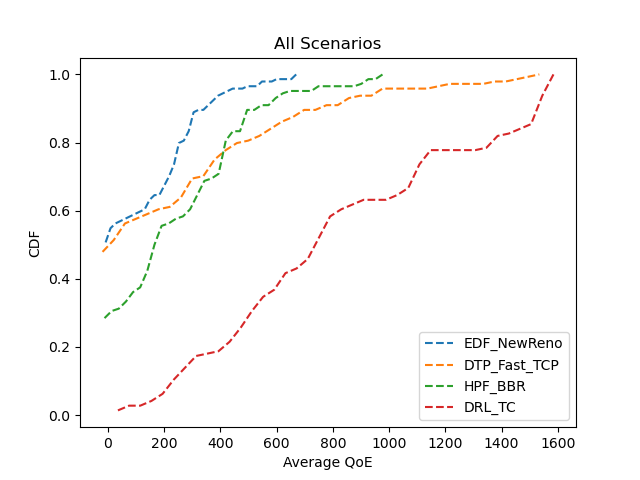 All Scenarios
CDF
1.0
0.8
0.6
0.4
0.2
0.0
EDF_NewReno
DTP_Fast_TCP
HPF_BBR
DRL_TC
0 200 400 600 800 1000 1200 1400 1600
Average QoE